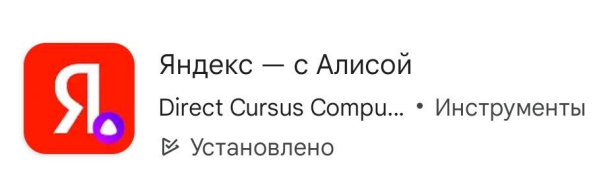 Я
Яндекс — с Алисой
Direct Cursus Compu... • Инструменты
Установлено